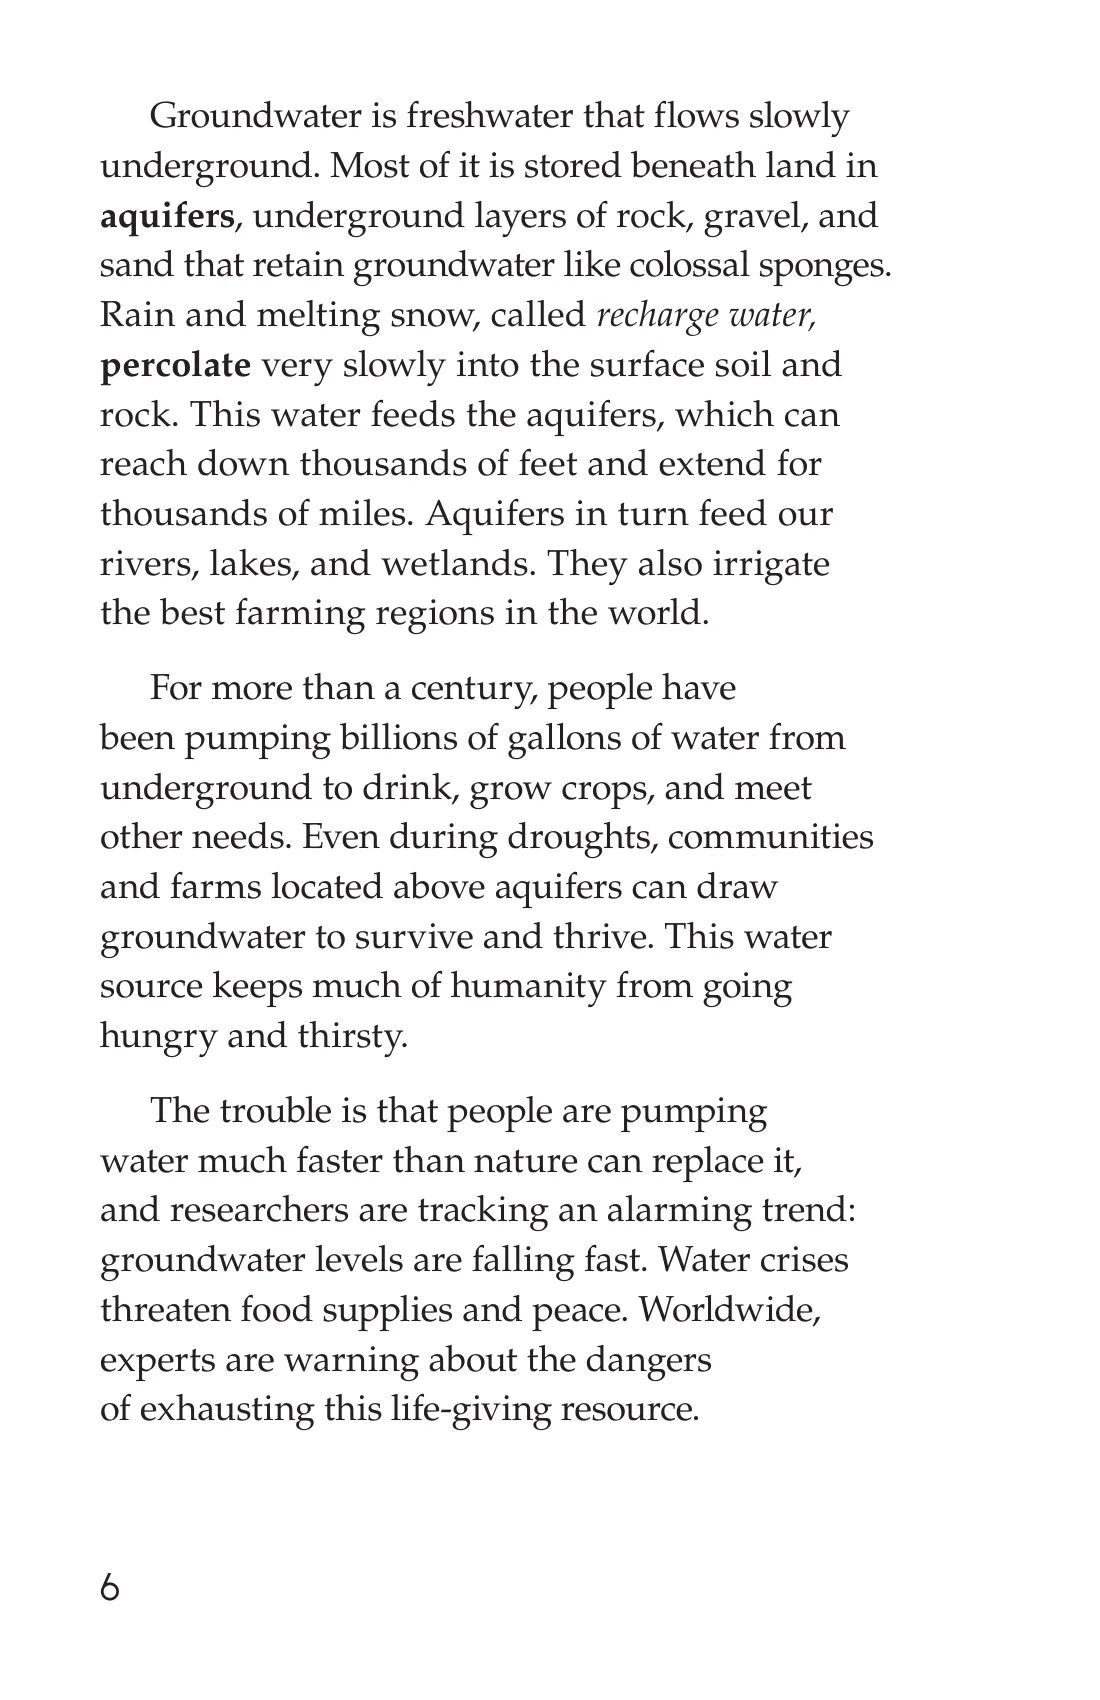 Groundwater is freshwater that flows slowly
underground. Most of it is stored beneath land in
aquifers, underground layers of rock, gravel, and
sand that retain groundwater like colossal sponges.
Rain and melting snow, called recharge water,
percolate very slowly into the surface soil and
rock. This water feeds the aquifers, which can
reach down thousands of feet and extend for
thousands of miles. Aquifers in turn feed our
rivers, lakes, and wetlands. They also irrigate
the best farming regions in the world.
For more than a century, people have
been pumping billions of gallons of water from
underground to drink, grow crops, and meet
other needs. Even during droughts, communities
and farms located above aquifers can draw
groundwater to survive and thrive. This water
source keeps much of humanity from going
hungry and thirsty.
The trouble is that people are pumping
water much faster than nature can replace it,
and researchers are tracking an alarming trend:
groundwater levels are falling fast. Water crises
threaten food supplies and peace. Worldwide,
experts are warning about the dangers
of exhausting this life-giving resource.
6